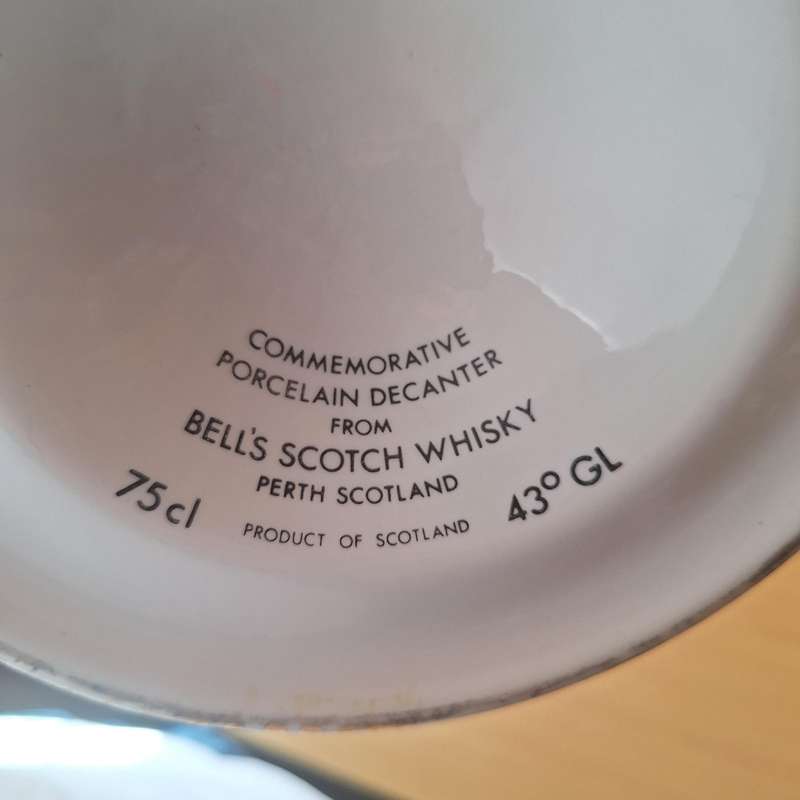 COMMEMORATIVE
PORCELAIN DECANTER
FROM
BELL'S SCOTCH WHISKY
PERTH SCOTLAND
75cl
PRODUCT OF SCOTLAND
43° GL